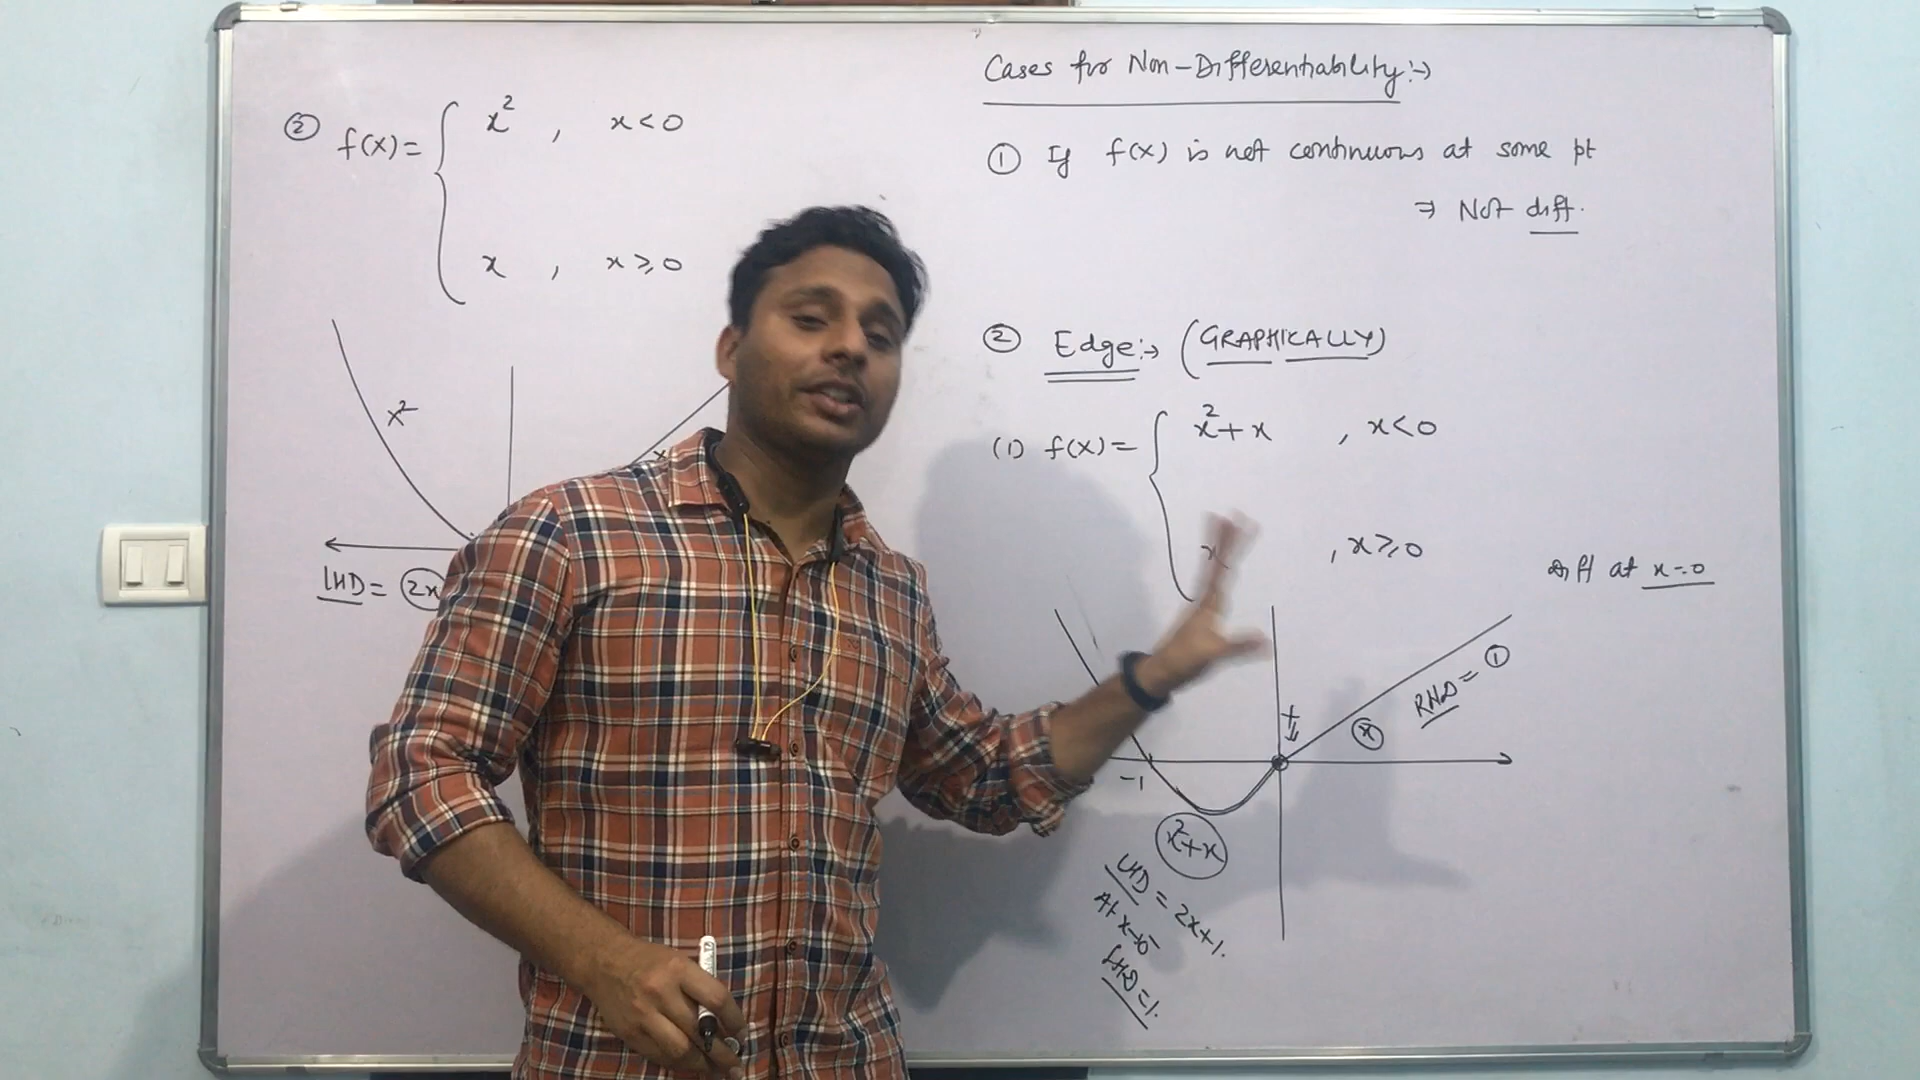 ② f(x)= { x² , x<0
x , x≥0
x²
x
LHD = 2x
Cases for Non-Differentiability:→
① If f(x) is not continuous at some pt
⇒ Not diff.
② Edge:→ (GRAPHICALLY)
(1) f(x)= { x²+x , x<0
x , x≥0
Diff at x=0
RHD = ①
x
-1
x²+x
LHD = 2x+1.
At x→0⁻
LHD = 1.